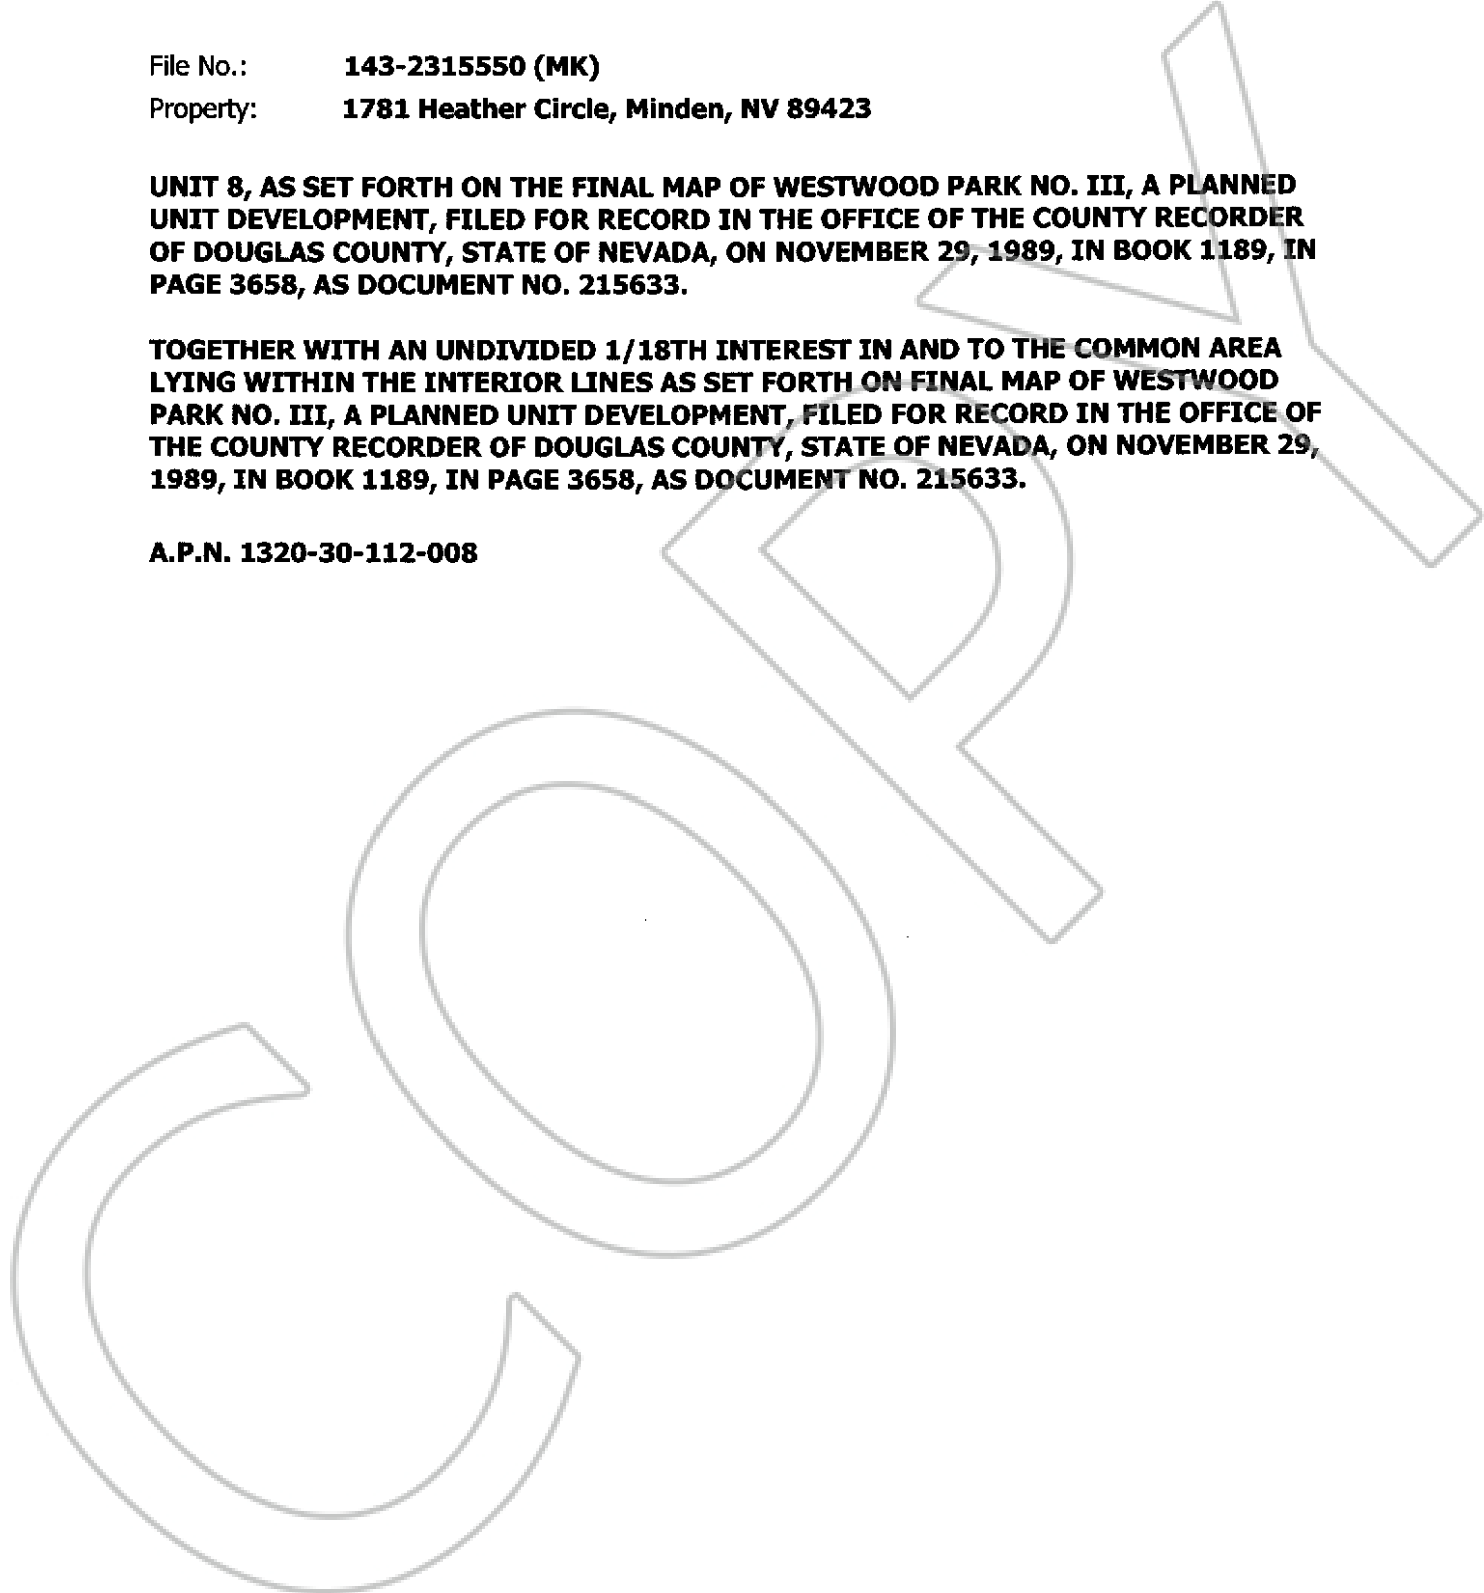 File No.: 143-2315550 (MK)
Property: 1781 Heather Circle, Minden, NV 89423
UNIT 8, AS SET FORTH ON THE FINAL MAP OF WESTWOOD PARK NO. III, A PLANNED
UNIT DEVELOPMENT, FILED FOR RECORD IN THE OFFICE OF THE COUNTY RECORDER
OF DOUGLAS COUNTY, STATE OF NEVADA, ON NOVEMBER 29, 1989, IN BOOK 1189, IN
PAGE 3658, AS DOCUMENT NO. 215633.
TOGETHER WITH AN UNDIVIDED 1/18TH INTEREST IN AND TO THE COMMON AREA
LYING WITHIN THE INTERIOR LINES AS SET FORTH ON FINAL MAP OF WESTWOOD
PARK NO. III, A PLANNED UNIT DEVELOPMENT, FILED FOR RECORD IN THE OFFICE OF
THE COUNTY RECORDER OF DOUGLAS COUNTY, STATE OF NEVADA, ON NOVEMBER 29,
1989, IN BOOK 1189, IN PAGE 3658, AS DOCUMENT NO. 215633.
A.P.N. 1320-30-112-008
COPY